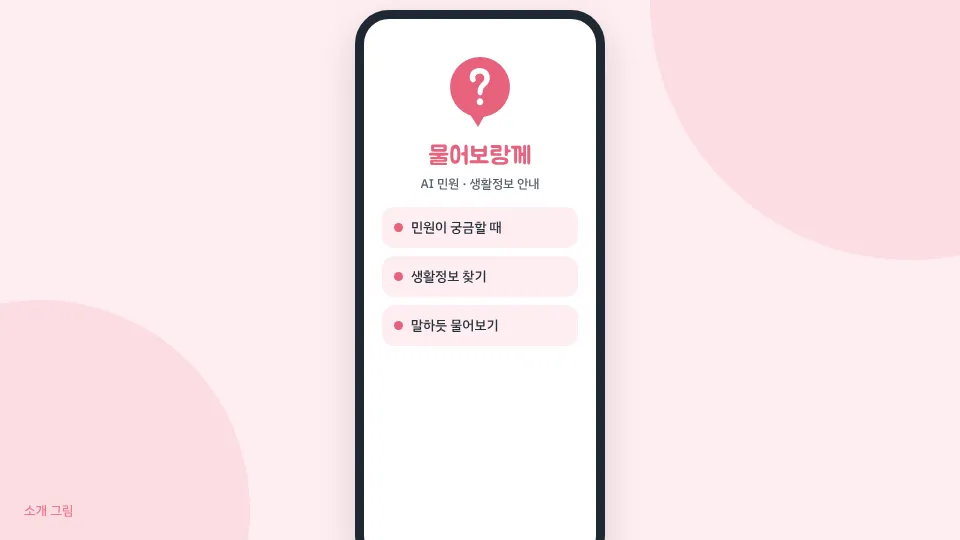 ?
물어보랑께
AI 민원 · 생활정보 안내
민원이 궁금할 때
생활정보 찾기
말하듯 물어보기
소개 그림